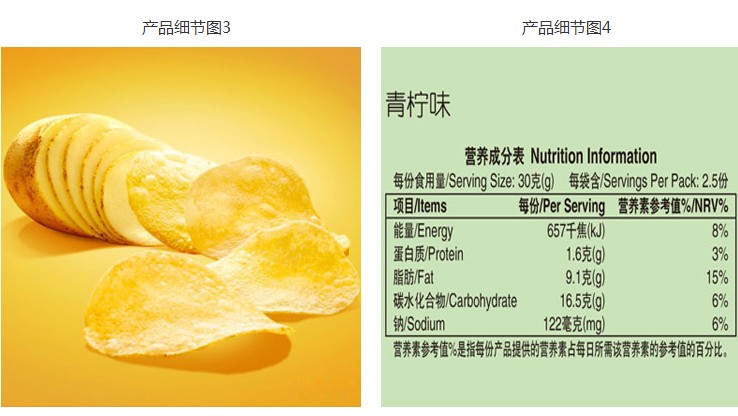 产品细节图3
产品细节图4
青柠味
营养成分表 Nutrition Information
每份食用量/Serving Size: 30克(g) 每袋含/Servings Per Pack: 2.5份
项目/Items 每份/Per Serving 营养素参考值%/NRV%
能量/Energy 657千焦(kJ) 8%
蛋白质/Protein 1.6克(g) 3%
脂肪/Fat 9.1克(g) 15%
碳水化合物/Carbohydrate 16.5克(g) 6%
钠/Sodium 122毫克(mg) 6%
营养素参考值%是指每份产品提供的营养素占每日所需该营养素的参考值的百分比。